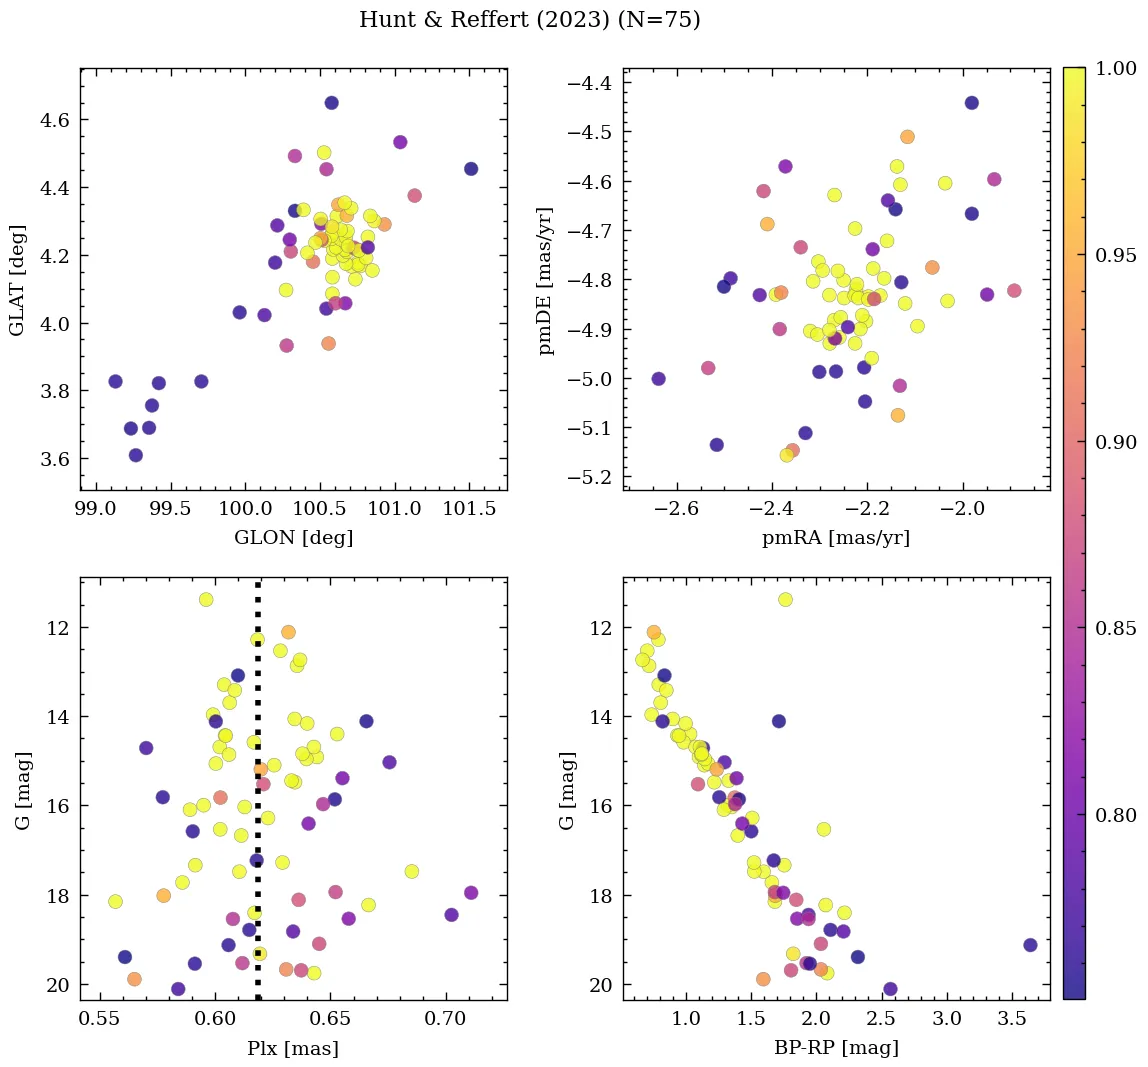 Hunt & Reffert (2023) (N=75)
4.6
4.4
4.2
4.0
3.8
3.6
GLAT [deg]
99.0 99.5 100.0 100.5 101.0 101.5
GLON [deg]
−4.4
−4.5
−4.6
−4.7
−4.8
−4.9
−5.0
−5.1
−5.2
pmDE [mas/yr]
−2.6 −2.4 −2.2 −2.0
pmRA [mas/yr]
1.00
0.95
0.90
0.85
0.80
12
14
16
18
20
G [mag]
0.55 0.60 0.65 0.70
Plx [mas]
12
14
16
18
20
G [mag]
1.0 1.5 2.0 2.5 3.0 3.5
BP-RP [mag]